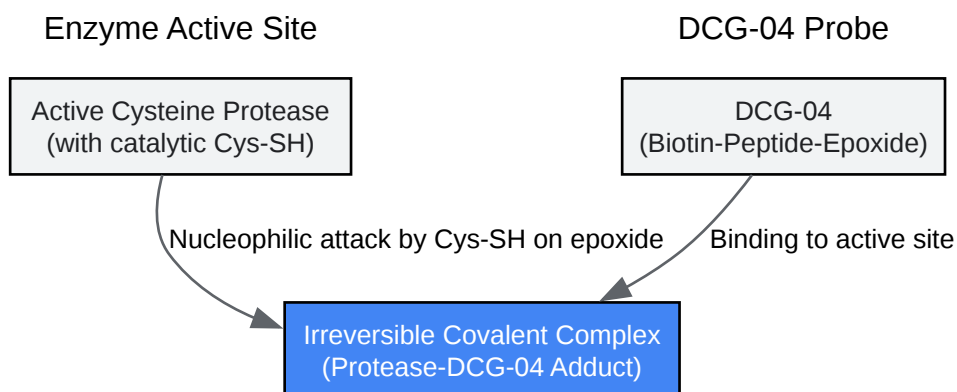 Enzyme Active Site
DCG-04 Probe
Active Cysteine Protease
(with catalytic Cys-SH)
DCG-04
(Biotin-Peptide-Epoxide)
Nucleophilic attack by Cys-SH on epoxide
Binding to active site
Irreversible Covalent Complex
(Protease-DCG-04 Adduct)